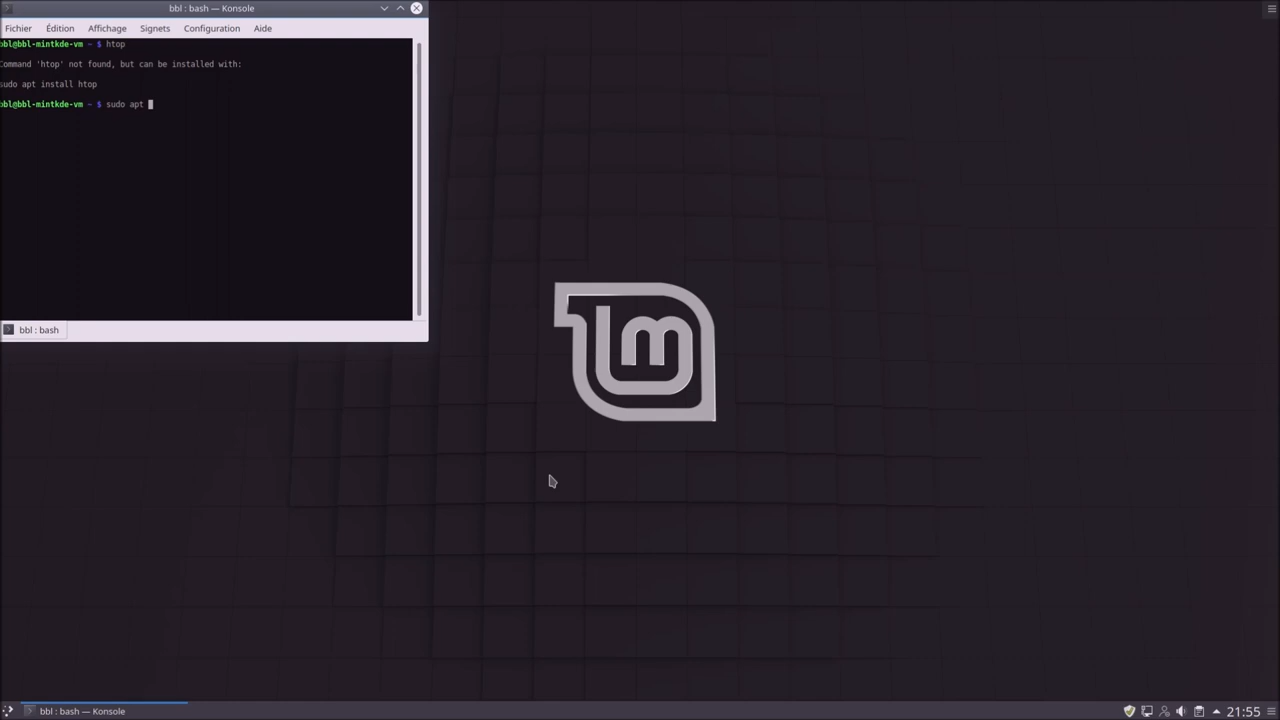 bbl : bash — Konsole
Fichier Édition Affichage Signets Configuration Aide
bbl@bbl-mintkde-vm ~ $ htop
Command 'htop' not found, but can be installed with:
sudo apt install htop
bbl@bbl-mintkde-vm ~ $ sudo apt
bbl : bash
lm
bbl : bash — Konsole
21:55